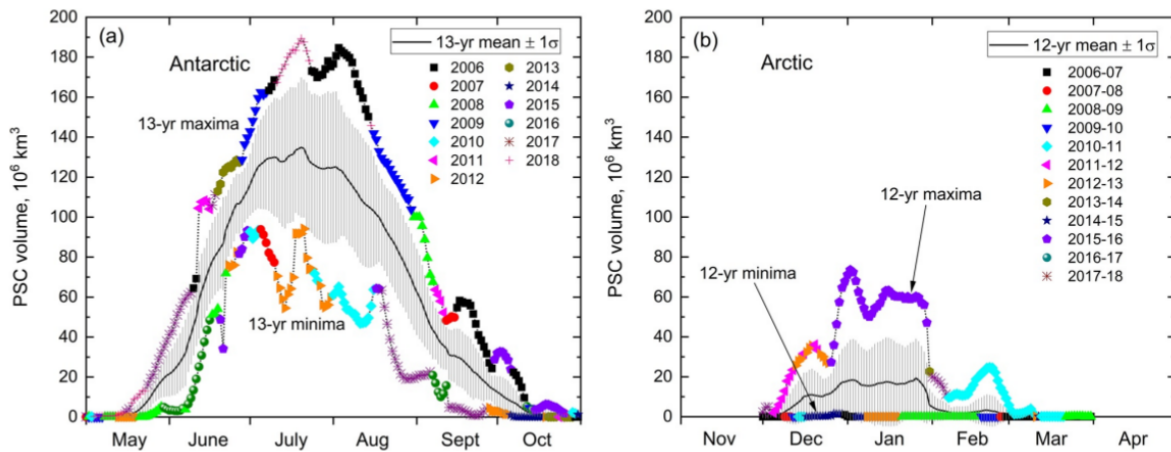 (a)
Antarctic
13-yr mean ± 1σ
2006
2007
2008
2009
2010
2011
2012
2013
2014
2015
2016
2017
2018
13-yr maxima
13-yr minima
PSC volume, 10⁶ km³
200
180
160
140
120
100
80
60
40
20
0
May
June
July
Aug
Sept
Oct
(b)
Arctic
12-yr mean ± 1σ
2006-07
2007-08
2008-09
2009-10
2010-11
2011-12
2012-13
2013-14
2014-15
2015-16
2016-17
2017-18
12-yr maxima
12-yr minima
PSC volume, 10⁶ km³
200
180
160
140
120
100
80
60
40
20
0
Nov
Dec
Jan
Feb
Mar
Apr